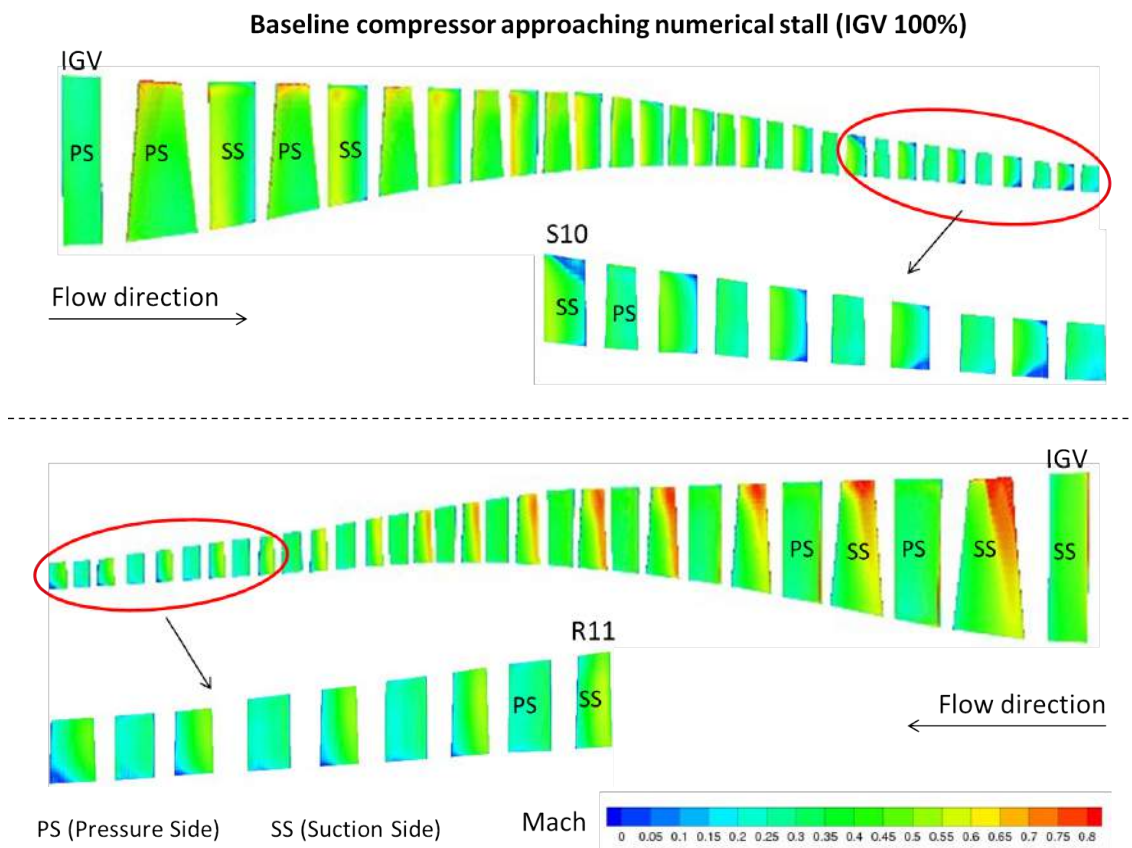 Baseline compressor approaching numerical stall (IGV 100%)
IGV
PS
PS
SS
PS
SS
S10
SS
PS
Flow direction
IGV
PS
SS
PS
SS
SS
R11
PS
SS
Flow direction
PS (Pressure Side)
SS (Suction Side)
Mach
0 0.05 0.1 0.15 0.2 0.25 0.3 0.35 0.4 0.45 0.5 0.55 0.6 0.65 0.7 0.75 0.8